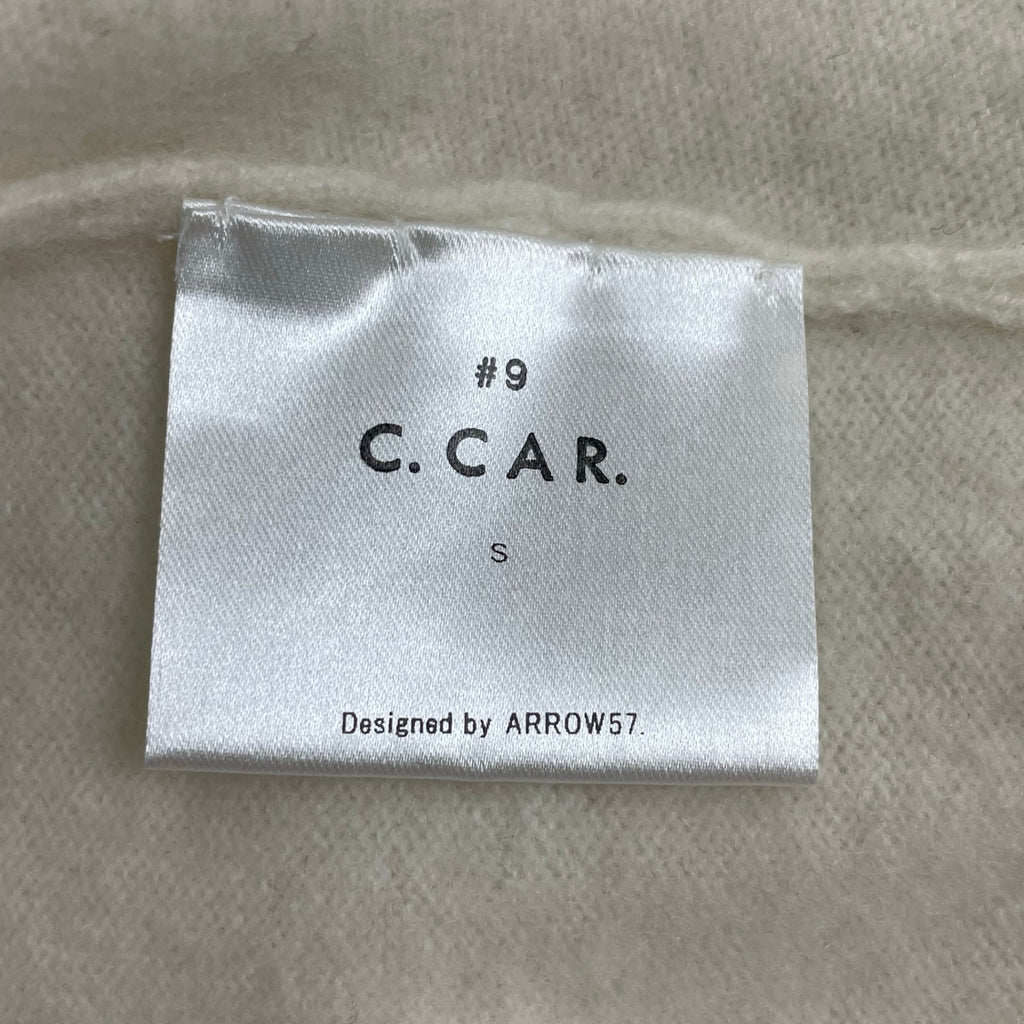 #9
C. CAR.
S
Designed by ARROW57.